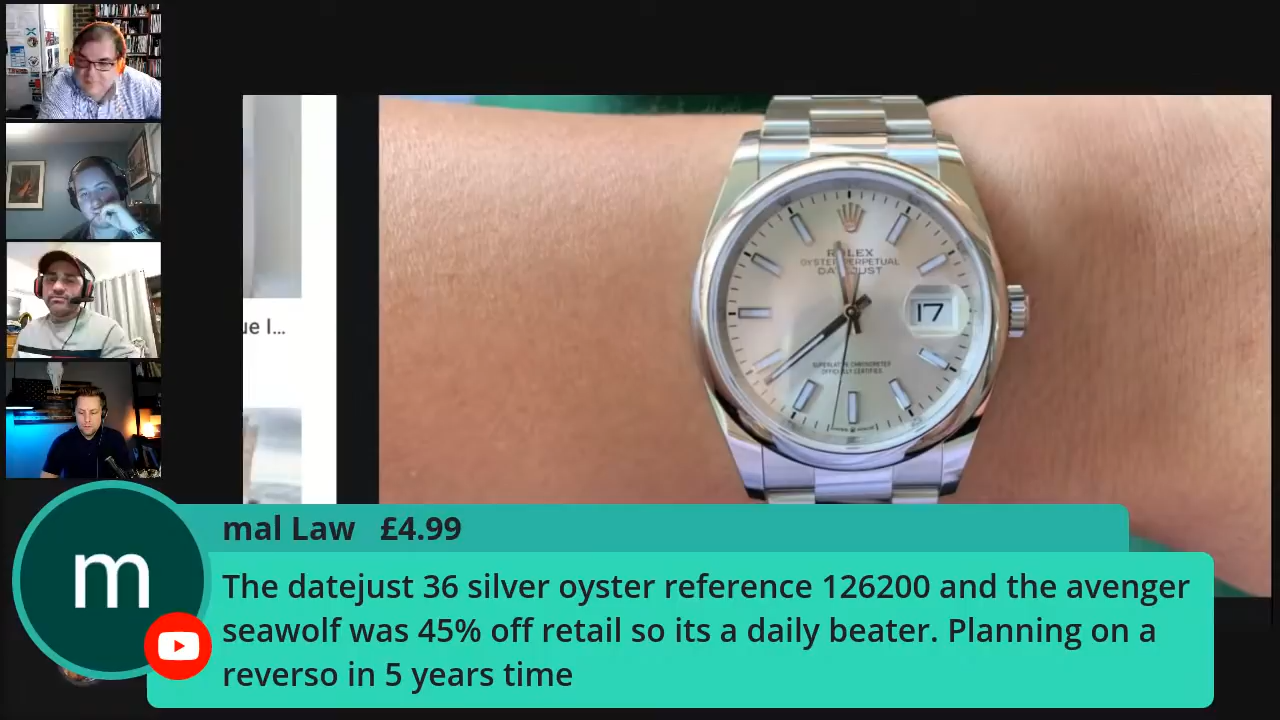 ROLEX
OYSTER PERPETUAL
DATEJUST
17
SUPERLATIVE CHRONOMETER
OFFICIALLY CERTIFIED
ue I...
m
mal Law £4.99
The datejust 36 silver oyster reference 126200 and the avenger
seawolf was 45% off retail so its a daily beater. Planning on a
reverso in 5 years time